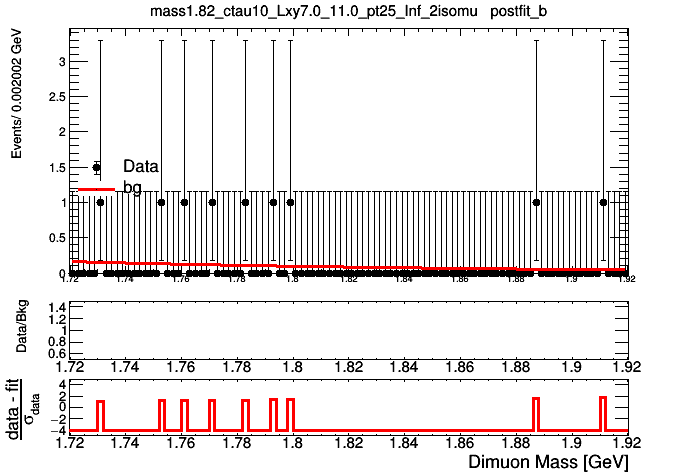 mass1.82_ctau10_Lxy7.0_11.0_pt25_Inf_2isomu postfit_b
Events/ 0.002002 GeV
3
2.5
2
1.5
1
0.5
0
Data
bg
1.72 1.74 1.76 1.78 1.8 1.82 1.84 1.86 1.88 1.9 1.92
Data/Bkg
1.4
1.2
1
0.8
0.6
1.72 1.74 1.76 1.78 1.8 1.82 1.84 1.86 1.88 1.9 1.92
data - fit
σdata
4
2
0
−2
−4
1.72 1.74 1.76 1.78 1.8 1.82 1.84 1.86 1.88 1.9 1.92
Dimuon Mass [GeV]